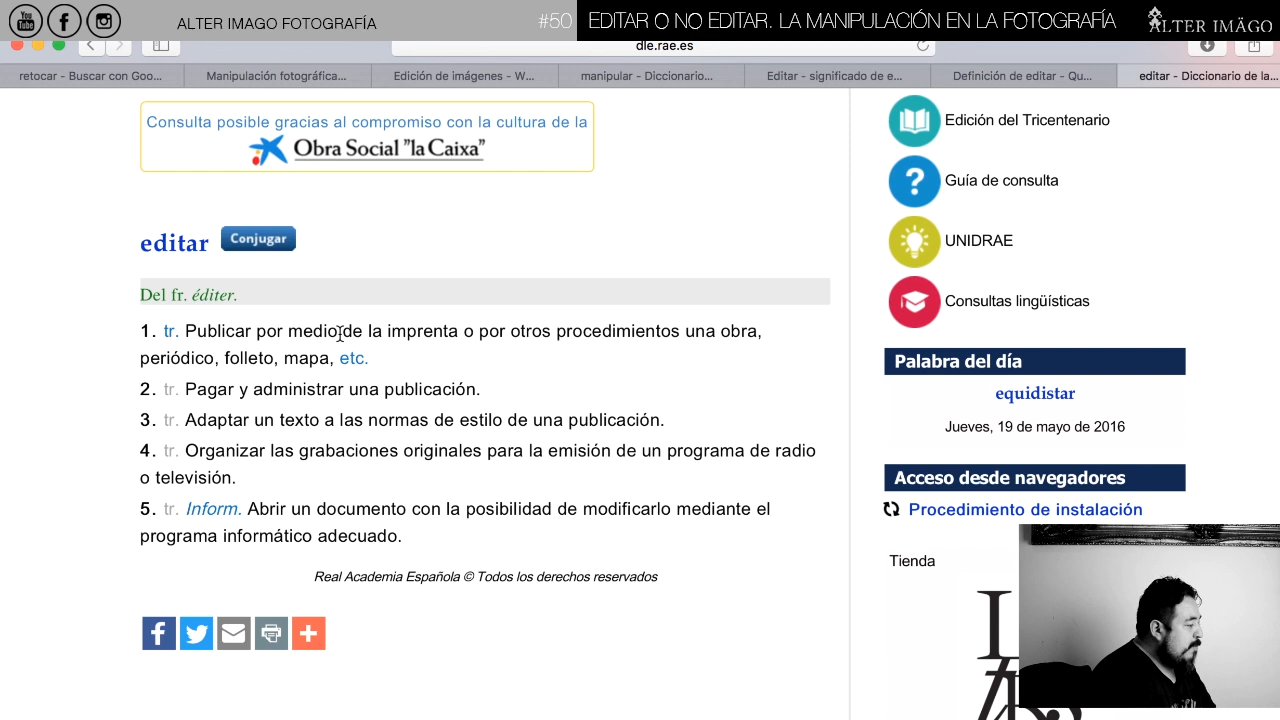 You Tube
ALTER IMAGO FOTOGRAFÍA
#50
EDITAR O NO EDITAR. LA MANIPULACIÓN EN LA FOTOGRAFÍA
ALTER IMÄGO
dle.rae.es
retocar - Buscar con Goo...
Manipulación fotográfica...
Edición de imágenes - W...
manipular - Diccionario...
Editar - significado de e...
Definición de editar - Qu...
editar - Diccionario de la...
Consulta posible gracias al compromiso con la cultura de la
Obra Social "la Caixa"
editar
Conjugar
Del fr. éditer.
1. tr. Publicar por medio de la imprenta o por otros procedimientos una obra,
periódico, folleto, mapa, etc.
2. tr. Pagar y administrar una publicación.
3. tr. Adaptar un texto a las normas de estilo de una publicación.
4. tr. Organizar las grabaciones originales para la emisión de un programa de radio
o televisión.
5. tr. Inform. Abrir un documento con la posibilidad de modificarlo mediante el
programa informático adecuado.
Real Academia Española © Todos los derechos reservados
Edición del Tricentenario
Guía de consulta
UNIDRAE
Consultas lingüísticas
Palabra del día
equidistar
Jueves, 19 de mayo de 2016
Acceso desde navegadores
Procedimiento de instalación
Tienda